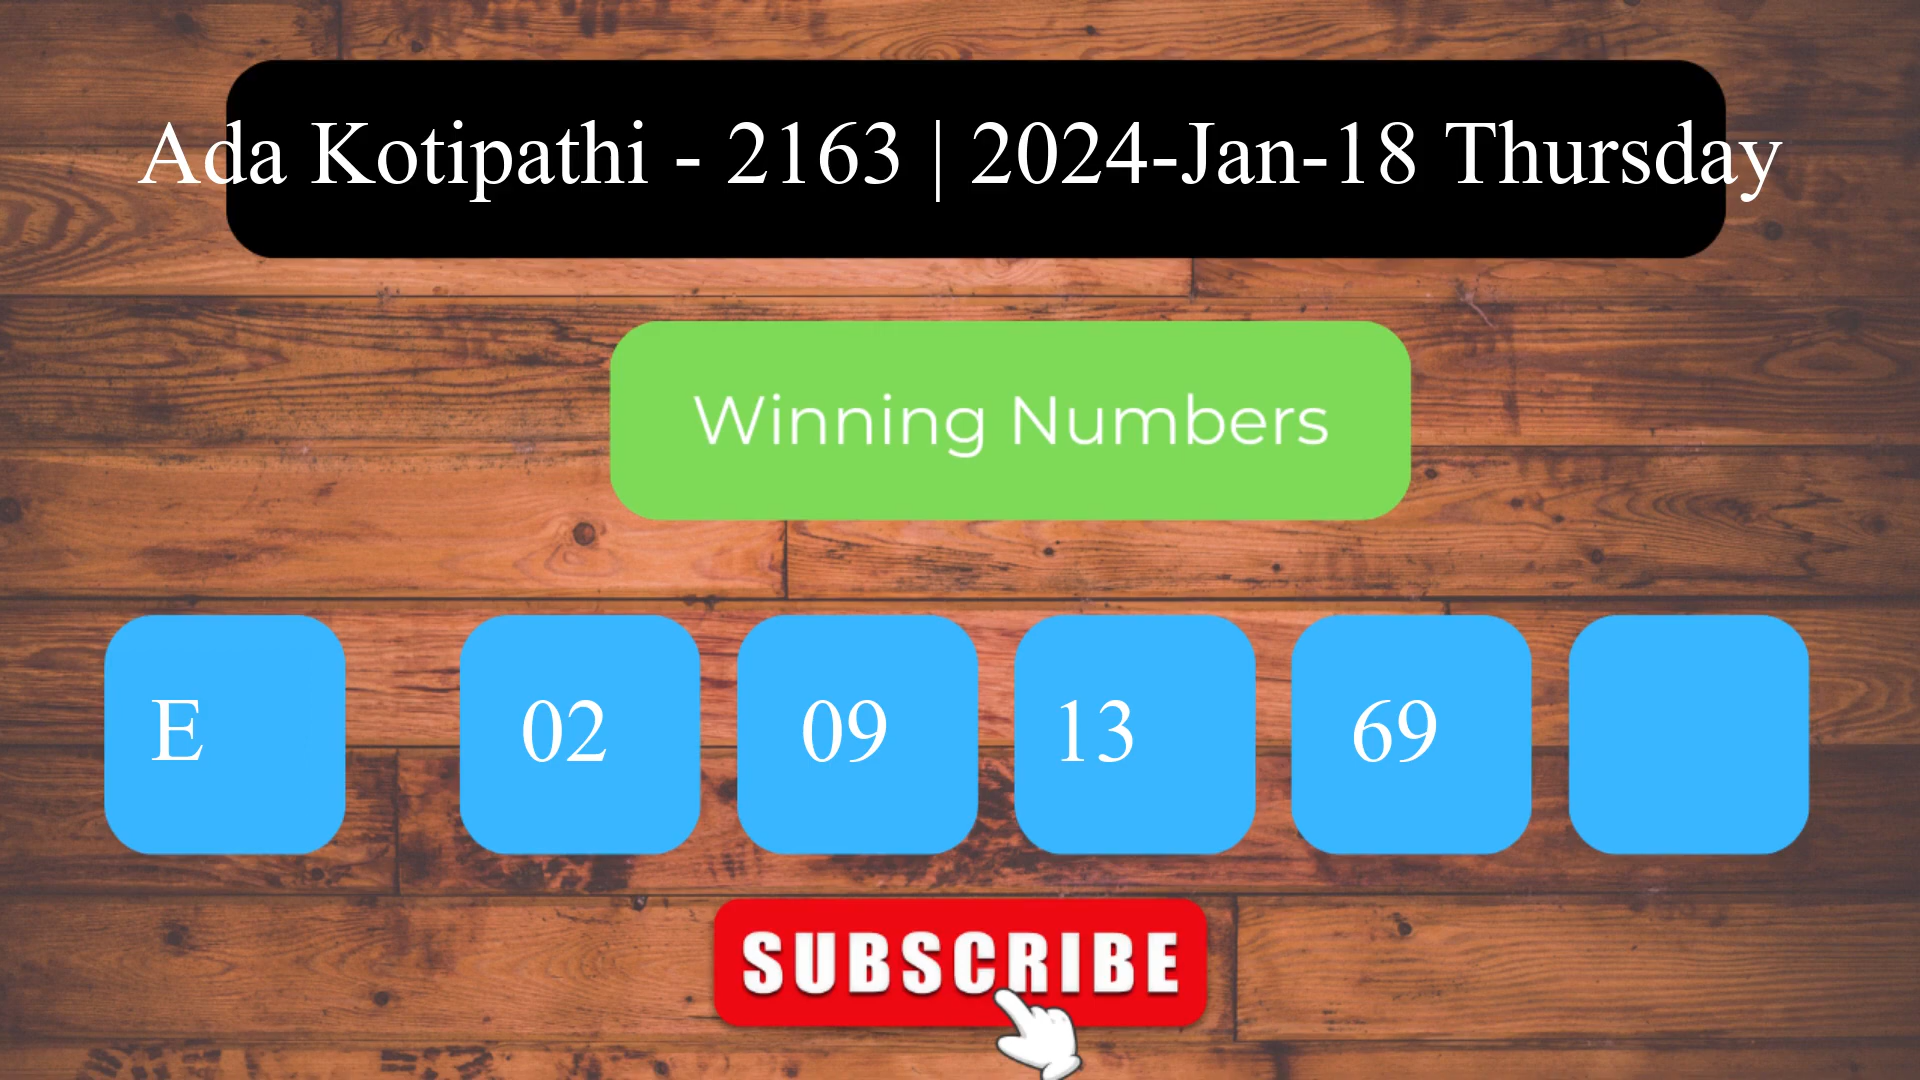 Ada Kotipathi - 2163 | 2024-Jan-18 Thursday
Winning Numbers
E 02 09 13 69
SUBSCRIBE